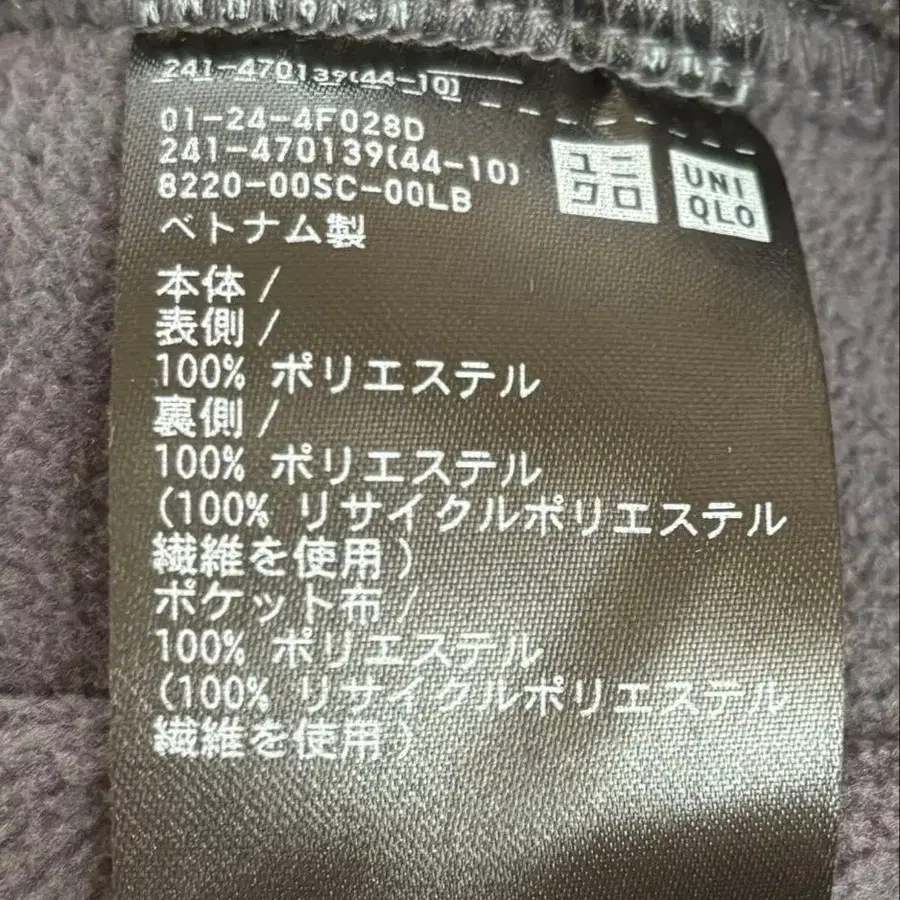 241-470139(44-10)
01-24-4F028D
241-470139(44-10)
8220-00SC-00LB
ユニ
クロ
UNI
QLO
ベトナム製
本体/
表側/
100% ポリエステル
裏側/
100% ポリエステル
(100% リサイクルポリエステル
繊維を使用)
ポケット布/
100% ポリエステル
(100% リサイクルポリエステル
繊維を使用)